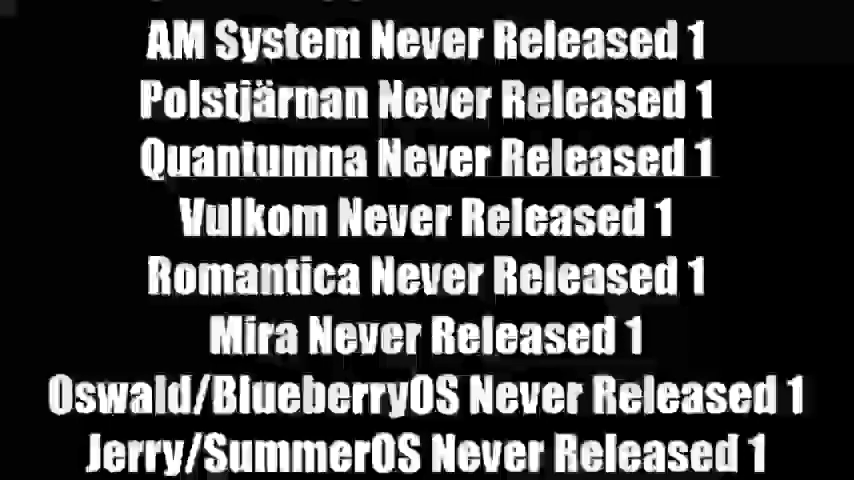 AM System Never Released 1
Polstjärnan Never Released 1
Quantumna Never Released 1
Vulkom Never Released 1
Romantica Never Released 1
Mira Never Released 1
Oswald/BlueberryOS Never Released 1
Jerry/SummerOS Never Released 1